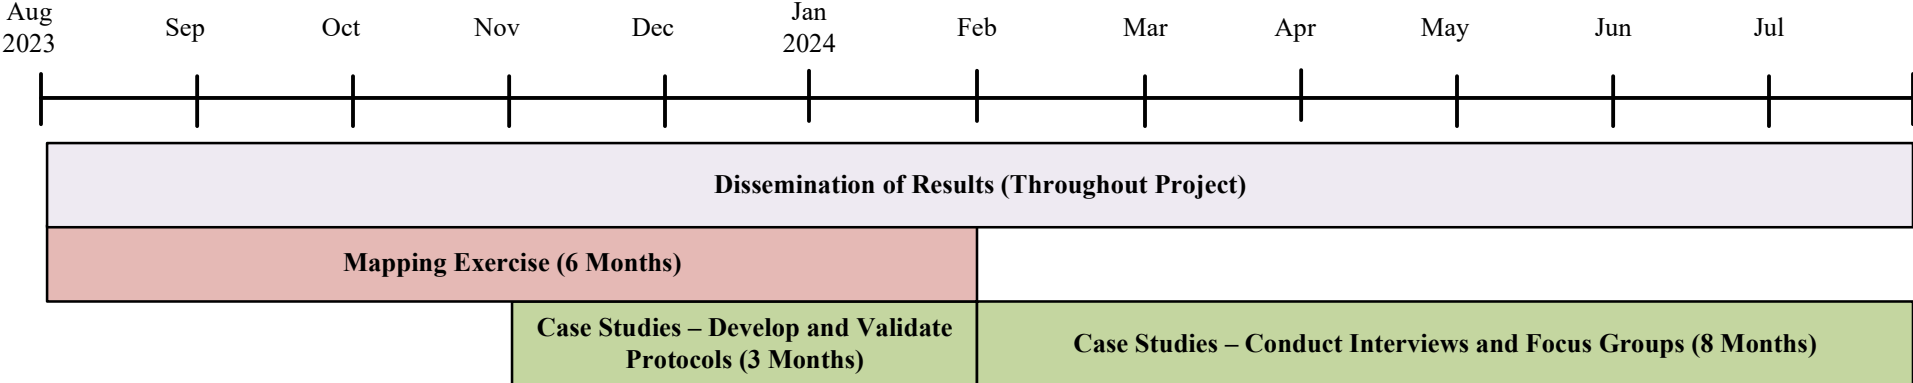 Aug
2023
Sep
Oct
Nov
Dec
Jan
2024
Feb
Mar
Apr
May
Jun
Jul
Dissemination of Results (Throughout Project)
Mapping Exercise (6 Months)
Case Studies – Develop and Validate
Protocols (3 Months)
Case Studies – Conduct Interviews and Focus Groups (8 Months)